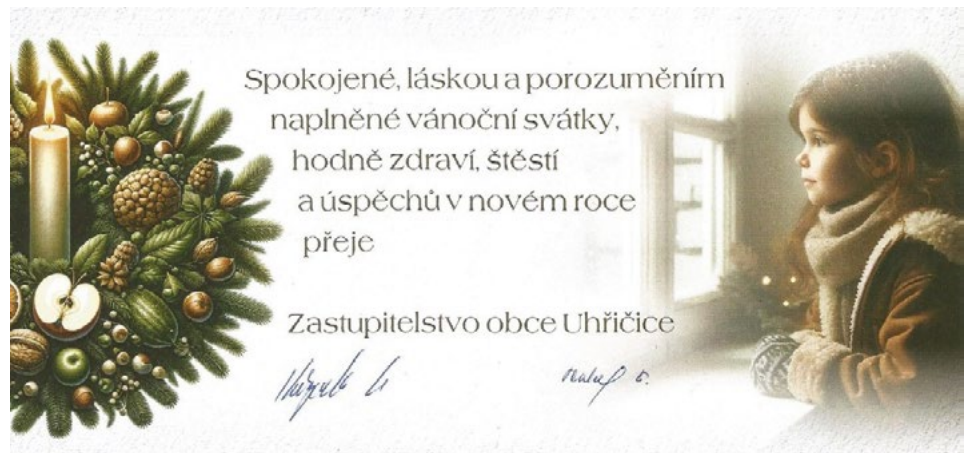 Spokojené, láskou a porozuměním
naplněné vánoční svátky,
hodně zdraví, štěstí
a úspěchů v novém roce
přeje
Zastupitelstvo obce Uhřičice